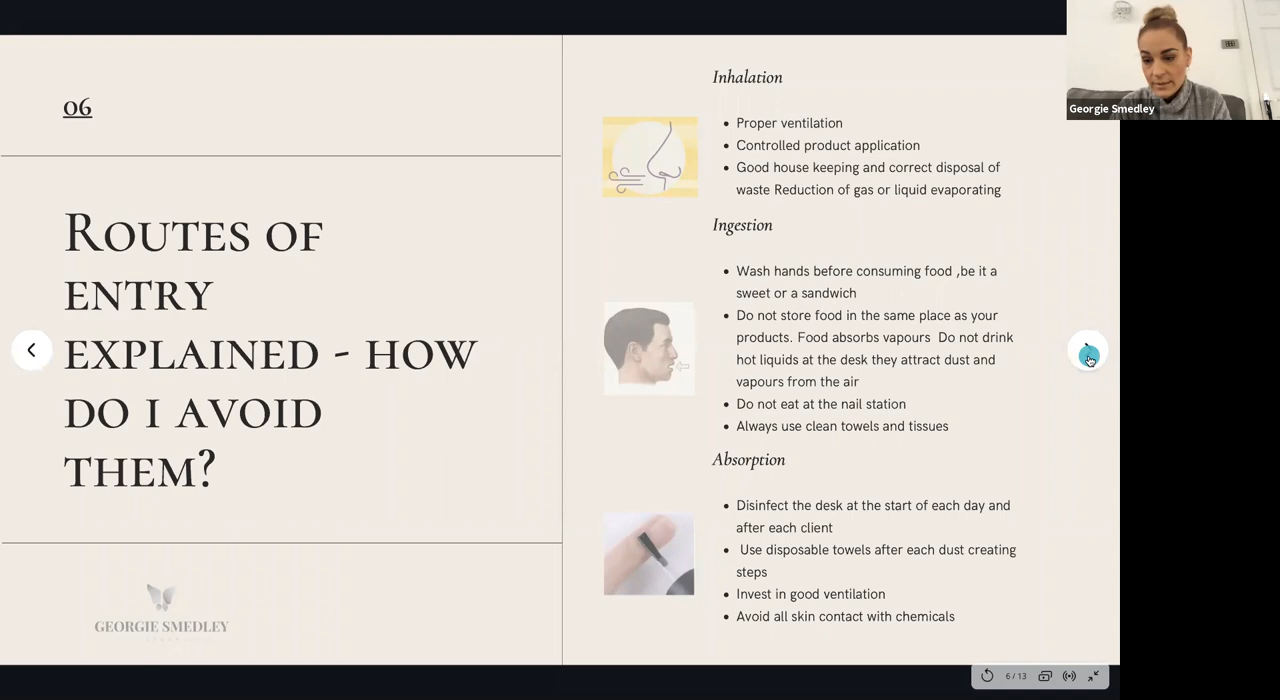 06
Routes of
entry
explained - how
do i avoid
them?
GEORGIE SMEDLEY
Inhalation
Proper ventilation
Controlled product application
Good house keeping and correct disposal of
waste Reduction of gas or liquid evaporating
Ingestion
Wash hands before consuming food ,be it a
sweet or a sandwich
Do not store food in the same place as your
products. Food absorbs vapours Do not drink
hot liquids at the desk they attract dust and
vapours from the air
Do not eat at the nail station
Always use clean towels and tissues
Absorption
Disinfect the desk at the start of each day and
after each client
Use disposable towels after each dust creating
steps
Invest in good ventilation
Avoid all skin contact with chemicals
Georgie Smedley
6 / 13